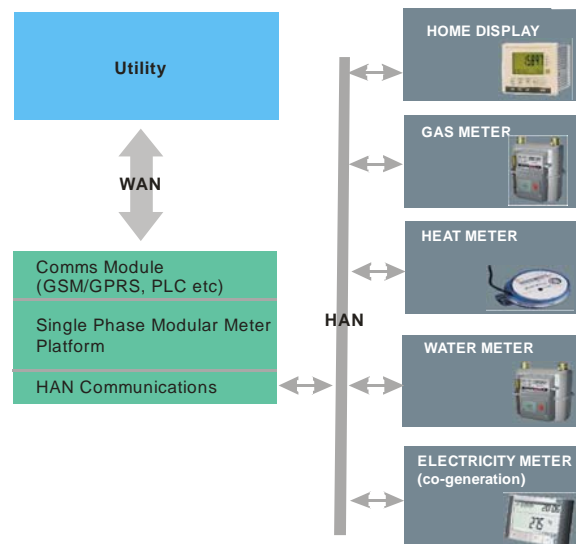 Utility
WAN
Comms Module
(GSM/GPRS, PLC etc)
Single Phase Modular Meter
Platform
HAN Communications
HAN
HOME DISPLAY
GAS METER
HEAT METER
WATER METER
ELECTRICITY METER
(co-generation)